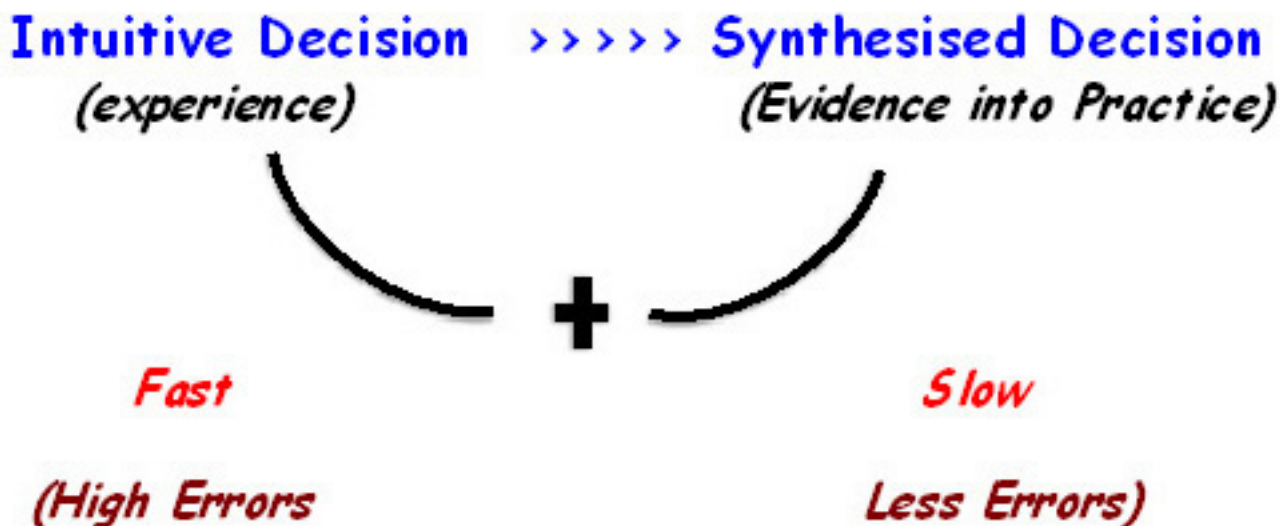 Intuitive Decision >>>>> Synthesised Decision
(experience) (Evidence into Practice)
+
Fast Slow
(High Errors Less Errors)